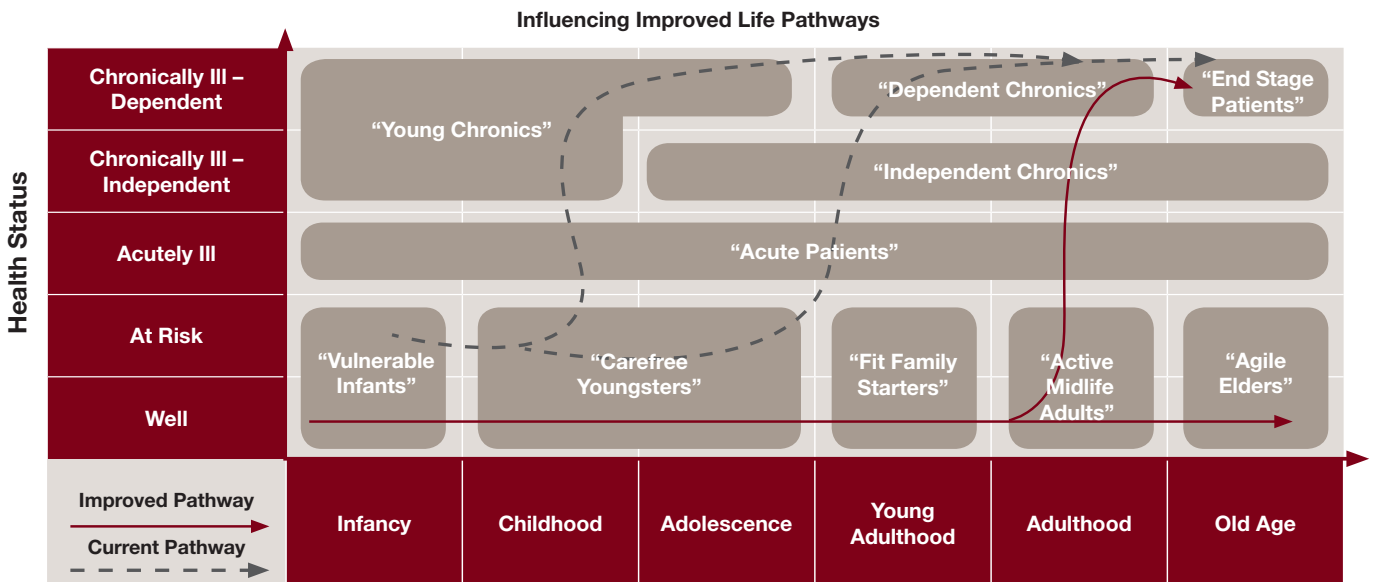 Influencing Improved Life Pathways
Health Status
Chronically Ill –
Dependent
Chronically Ill –
Independent
Acutely Ill
At Risk
Well
“Young Chronics”
“Dependent Chronics”
“End Stage
Patients”
“Independent Chronics”
“Acute Patients”
“Vulnerable
Infants”
“Carefree
Youngsters”
“Fit Family
Starters”
“Active
Midlife
Adults”
“Agile
Elders”
Improved Pathway
Current Pathway
Infancy
Childhood
Adolescence
Young
Adulthood
Adulthood
Old Age